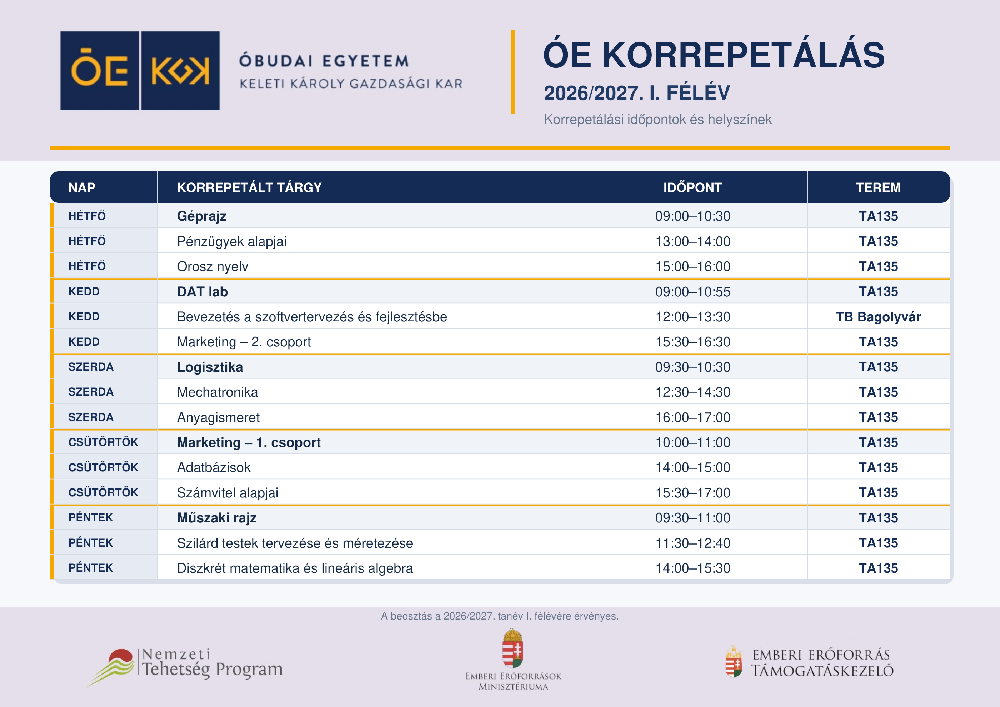 ŌE KGK
ÓBUDAI EGYETEM
KELETI KÁROLY GAZDASÁGI KAR
ÓE KORREPETÁLÁS
2026/2027. I. FÉLÉV
Korrepetálási időpontok és helyszínek
NAP KORREPETÁLT TÁRGY IDŐPONT TEREM
HÉTFŐ Géprajz 09:00–10:30 TA135
HÉTFŐ Pénzügyek alapjai 13:00–14:00 TA135
HÉTFŐ Orosz nyelv 15:00–16:00 TA135
KEDD DAT lab 09:00–10:55 TA135
KEDD Bevezetés a szoftvertervezés és fejlesztésbe 12:00–13:30 TB Bagolyvár
KEDD Marketing – 2. csoport 15:30–16:30 TA135
SZERDA Logisztika 09:30–10:30 TA135
SZERDA Mechatronika 12:30–14:30 TA135
SZERDA Anyagismeret 16:00–17:00 TA135
CSÜTÖRTÖK Marketing – 1. csoport 10:00–11:00 TA135
CSÜTÖRTÖK Adatbázisok 14:00–15:00 TA135
CSÜTÖRTÖK Számvitel alapjai 15:30–17:00 TA135
PÉNTEK Műszaki rajz 09:30–11:00 TA135
PÉNTEK Szilárd testek tervezése és méretezése 11:30–12:40 TA135
PÉNTEK Diszkrét matematika és lineáris algebra 14:00–15:30 TA135
A beosztás a 2026/2027. tanév I. félévére érvényes.
Nemzeti
Tehetség Program
EMBERI ERŐFORRÁSOK
MINISZTÉRIUMA
EMBERI ERŐFORRÁS
TÁMOGATÁSKEZELŐ